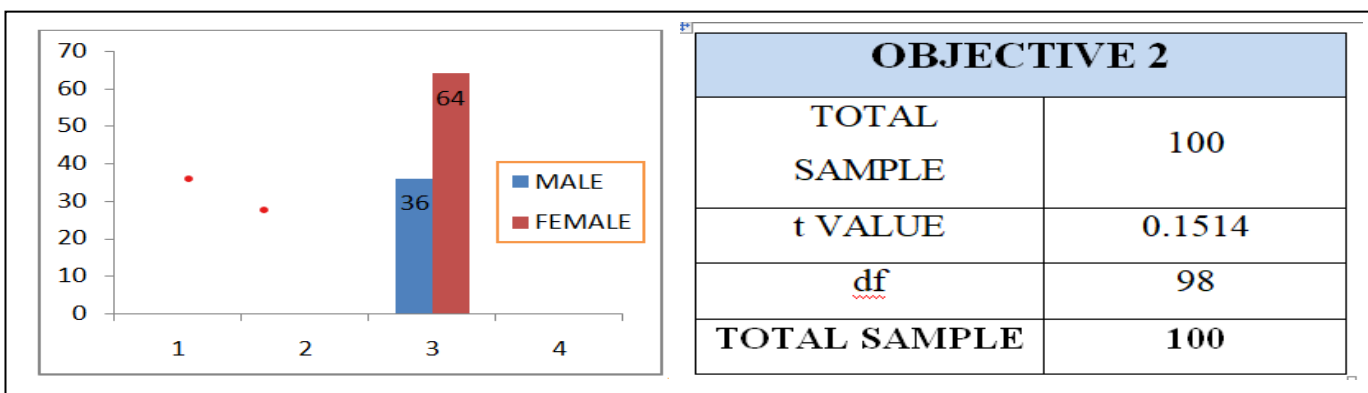 70
60
50
40
30
20
10
0
64
36
MALE
FEMALE
1 2 3 4
OBJECTIVE 2
TOTAL
SAMPLE
100
t VALUE 0.1514
df 98
TOTAL SAMPLE 100